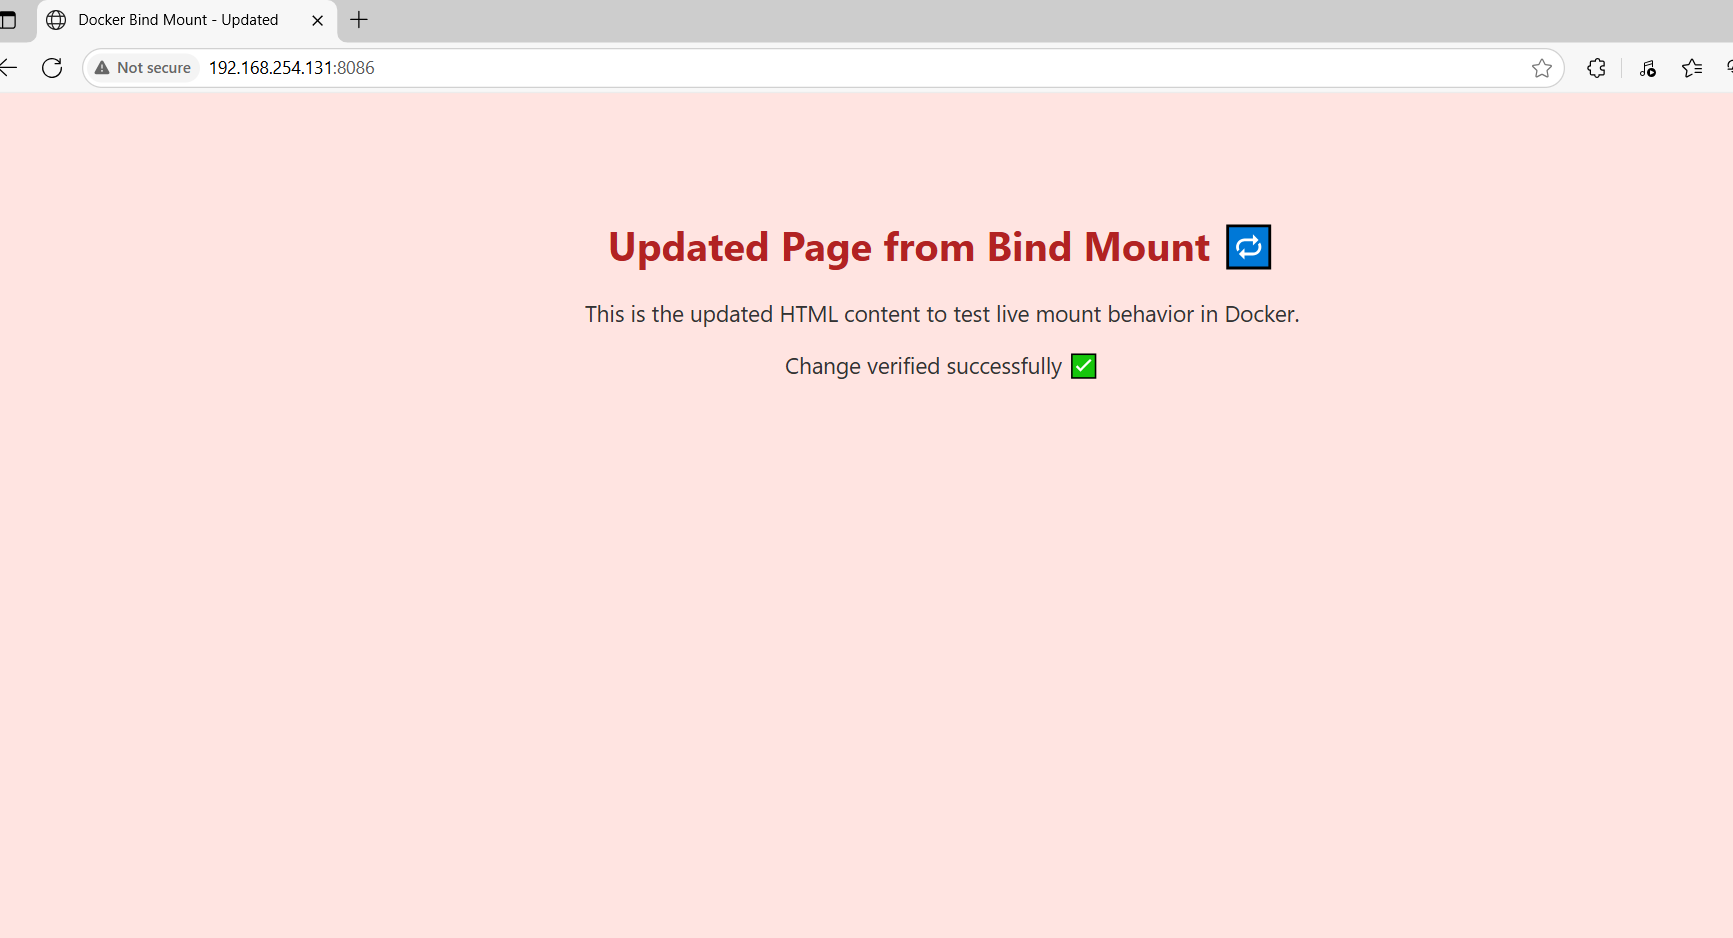 Docker Bind Mount - Updated
Not secure 192.168.254.131:8086
Updated Page from Bind Mount 🔁
This is the updated HTML content to test live mount behavior in Docker.
Change verified successfully ✅